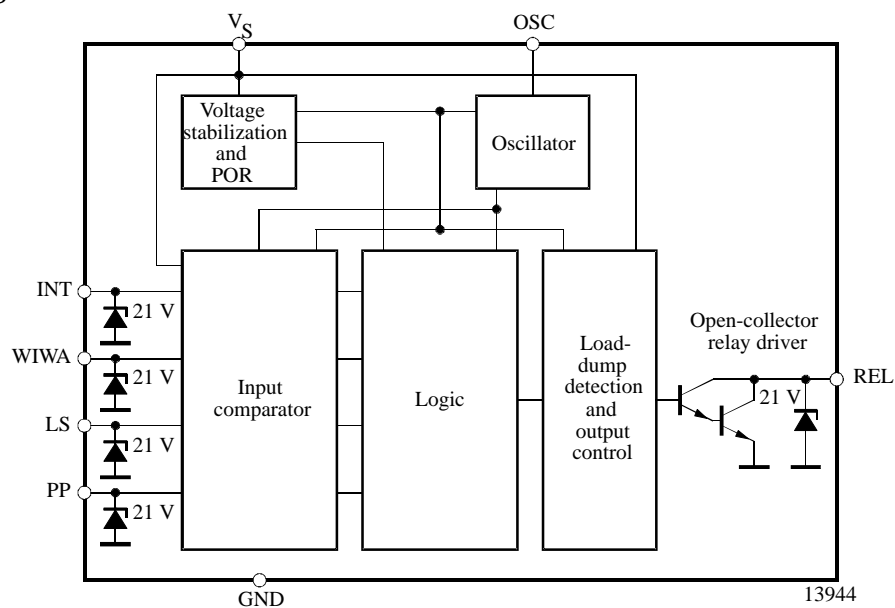 VS
OSC
Voltage
stabilization
and
POR
Oscillator
INT
21 V
WIWA
21 V
LS
21 V
PP
21 V
Input
comparator
Logic
Load-
dump
detection
and
output
control
Open-collector
relay driver
REL
21 V
GND
13944